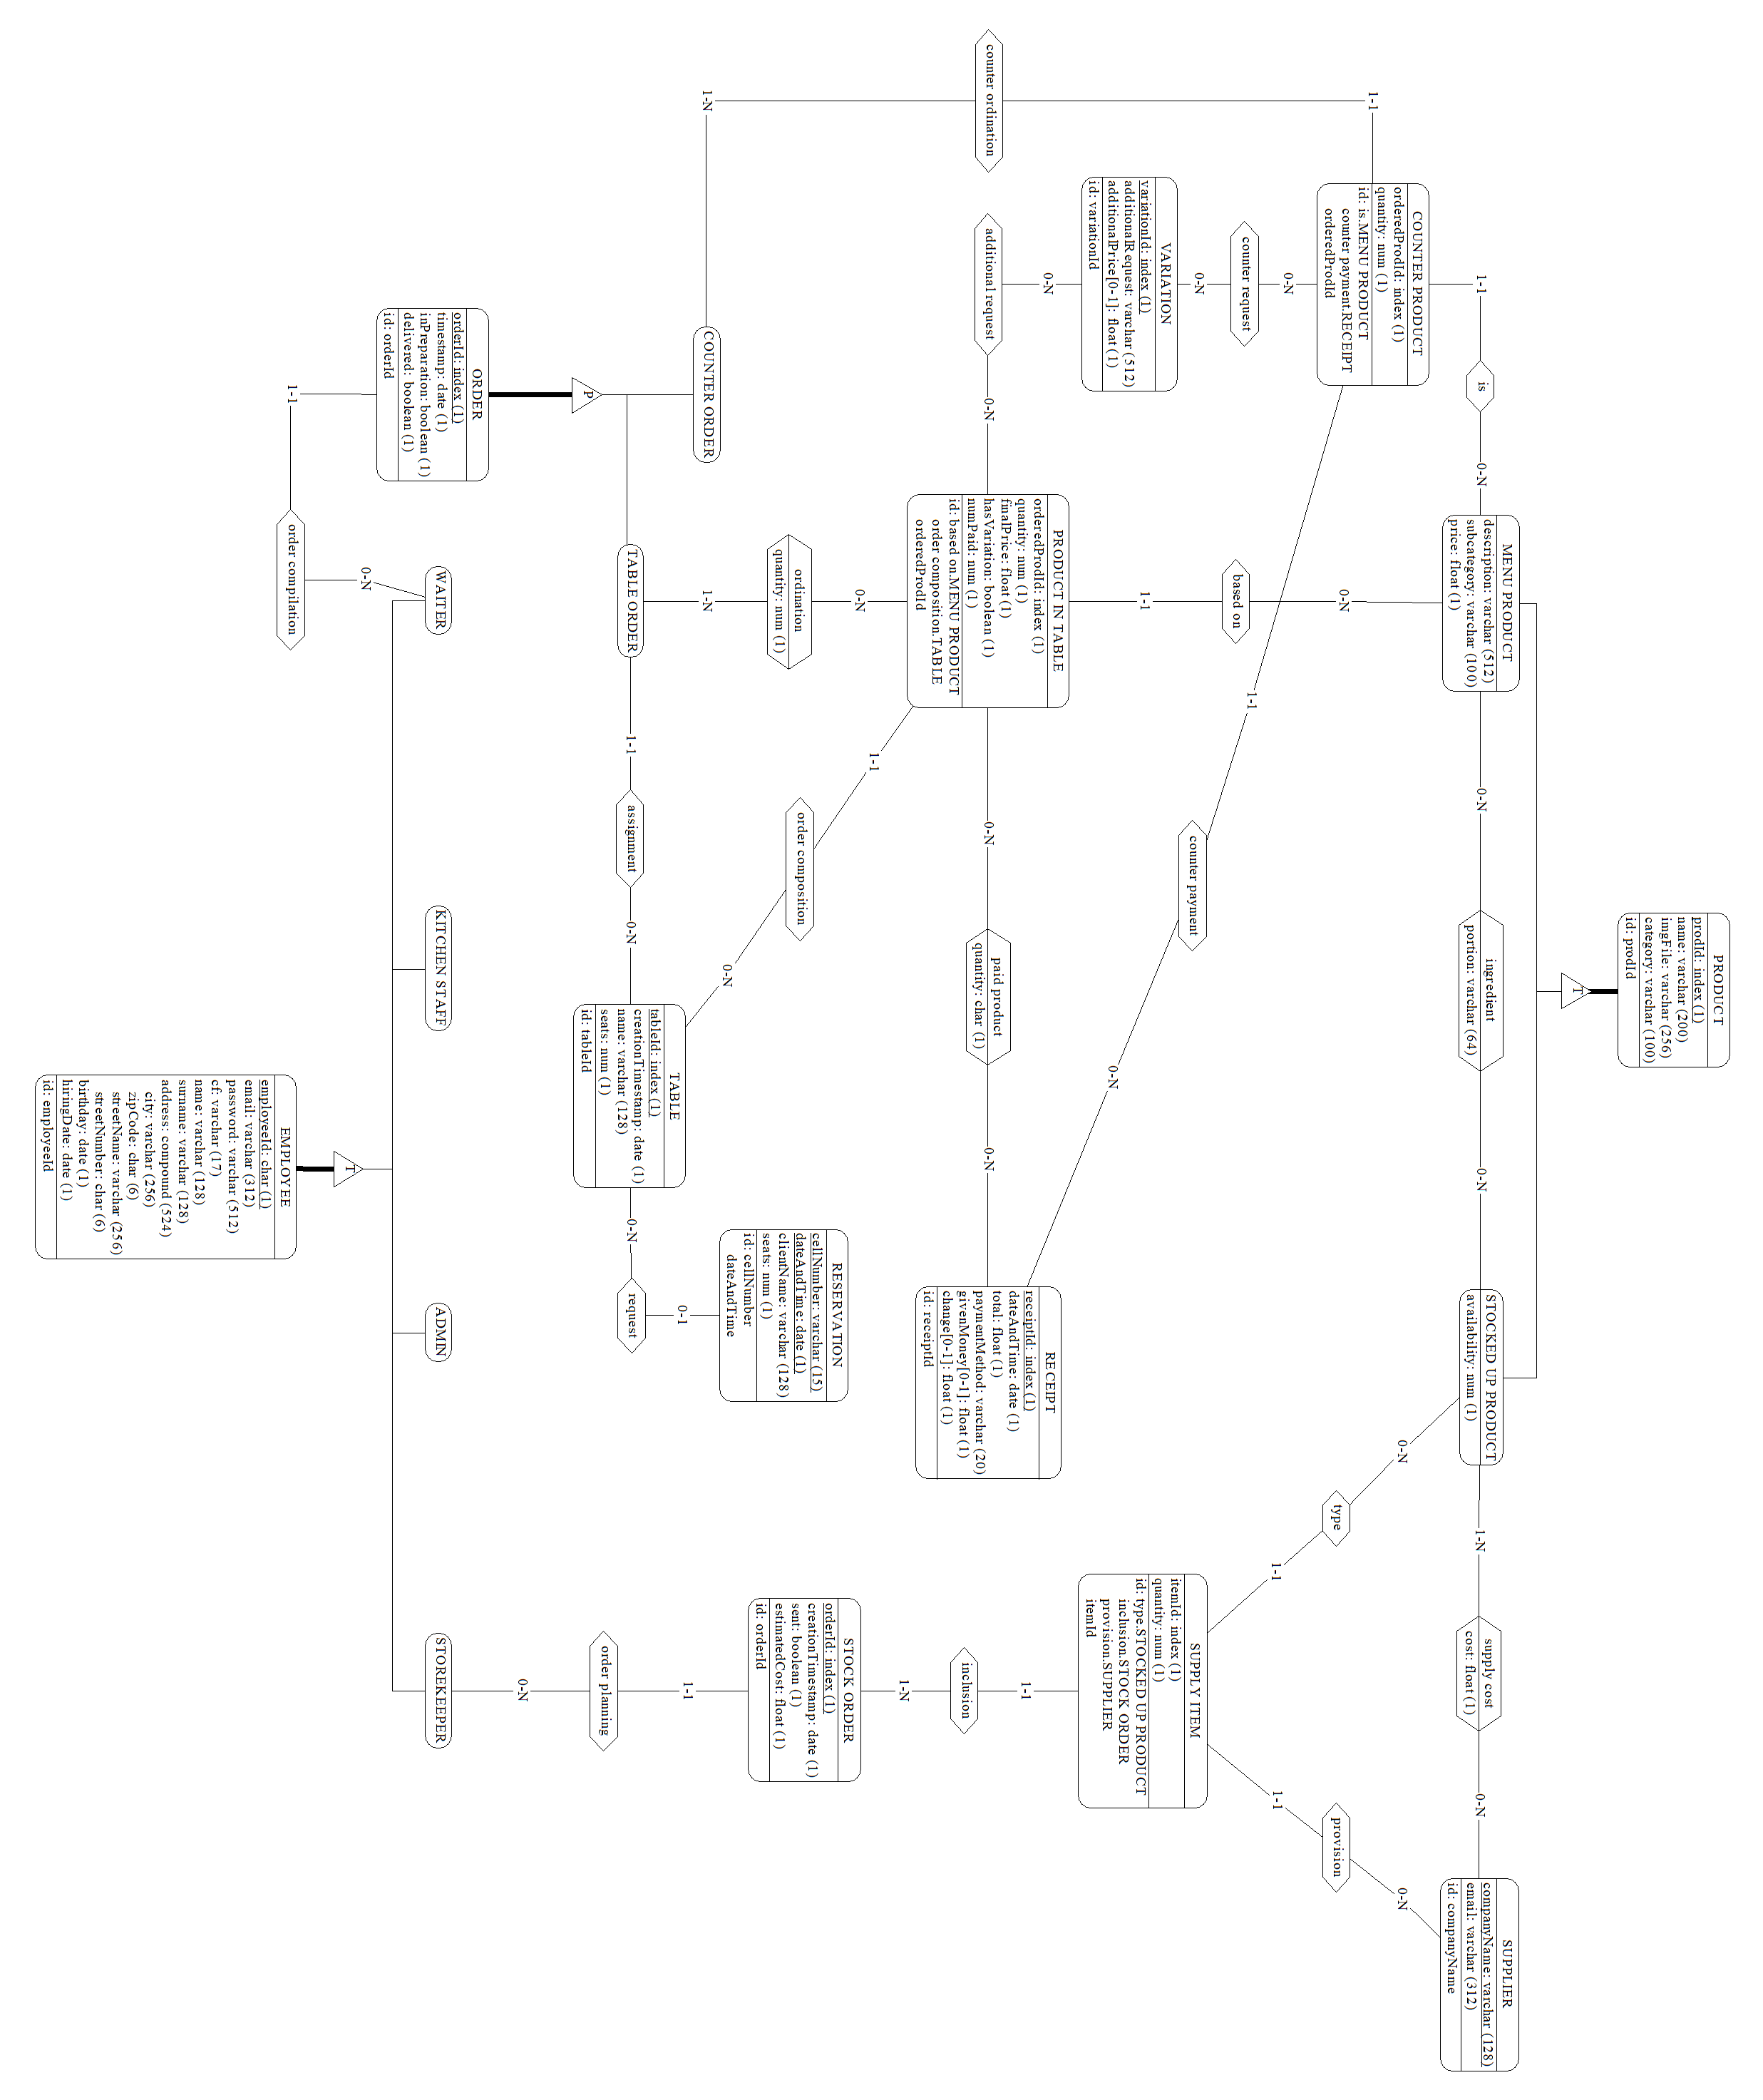 PRODUCT
prodId: index (1)
name: varchar (200)
imgFile: varchar (256)
category: varchar (100)
id: prodId
T
COUNTER PRODUCT
orderedProdId: index (1)
quantity: num (1)
id: is.MENU PRODUCT
counter payment.RECEIPT
orderedProdId
1-1
is
0-N
MENU PRODUCT
description: varchar (512)
subcategory: varchar (100)
price: float (1)
0-N
ingredient
portion: varchar (64)
0-N
STOCKED UP PRODUCT
availability: num (1)
1-N
supply cost
cost: float (1)
0-N
SUPPLIER
companyName: varchar (128)
email: varchar (312)
id: companyName
1-1
0-N
counter request
0-N
0-N
based on
1-1
1-1
counter payment
0-N
0-N
type
1-1
0-N
provision
1-1
VARIATION
variationId: index (1)
additionalRequest: varchar (512)
additionalPrice[0-1]: float (1)
id: variationId
0-N
additional request
0-N
counter ordination
1-N
PRODUCT IN TABLE
orderedProdId: index (1)
quantity: num (1)
finalPrice: float (1)
hasVariation: boolean (1)
numPaid: num (1)
id: based on.MENU PRODUCT
order composition.TABLE
orderedProdId
0-N
paid product
quantity: char (1)
0-N
RECEIPT
receiptId: index (1)
dateAndTime: date (1)
total: float (1)
paymentMethod: varchar (20)
givenMoney[0-1]: float (1)
change[0-1]: float (1)
id: receiptId
SUPPLY ITEM
itemId: index (1)
quantity: num (1)
id: type.STOCKED UP PRODUCT
inclusion.STOCK ORDER
provision.SUPPLIER
itemId
1-1
inclusion
1-N
0-N
ordination
quantity: num (1)
1-N
1-1
order composition
0-N
COUNTER ORDER
P
TABLE ORDER
1-1
assignment
0-N
TABLE
tableId: index (1)
creationTimestamp: date (1)
name: varchar (128)
seats: num (1)
id: tableId
0-N
request
0-1
RESERVATION
cellNumber: varchar (15)
dateAndTime: date (1)
clientName: varchar (128)
seats: num (1)
id: cellNumber
dateAndTime
STOCK ORDER
orderId: index (1)
creationTimestamp: date (1)
sent: boolean (1)
estimatedCost: float (1)
id: orderId
1-1
order planning
0-N
ORDER
orderId: index (1)
timestamp: date (1)
inPreparation: boolean (1)
delivered: boolean (1)
id: orderId
1-1
order compilation
0-N
WAITER
KITCHEN STAFF
ADMIN
STOREKEEPER
T
EMPLOYEE
employeeId: char (1)
email: varchar (312)
password: varchar (512)
cf: varchar (17)
name: varchar (128)
surname: varchar (128)
address: compound (524)
city: varchar (256)
zipCode: char (6)
streetName: varchar (256)
streetNumber: char (6)
birthday: date (1)
hiringDate: date (1)
id: employeeId